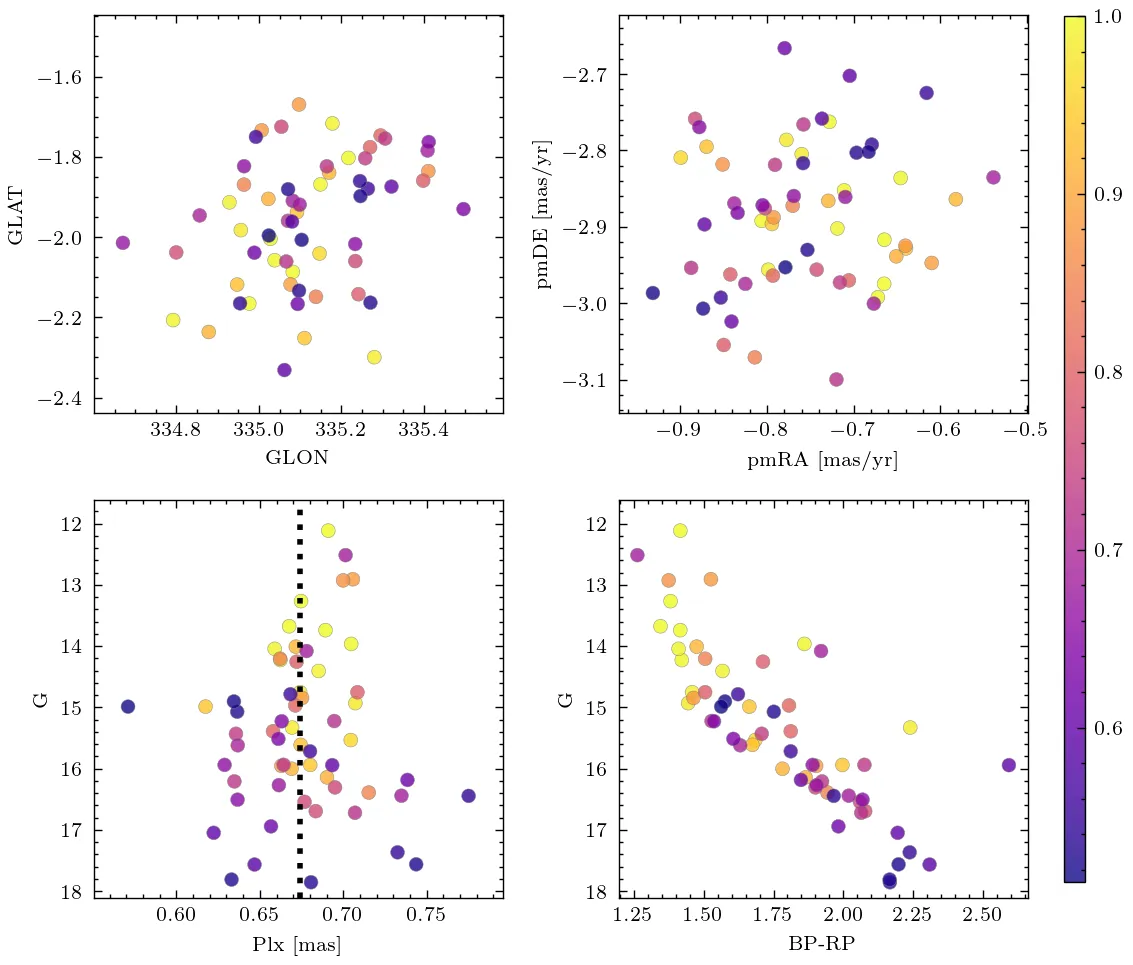 −1.6
−1.8
−2.0
−2.2
−2.4
GLAT
334.8 335.0 335.2 335.4
GLON
−2.7
−2.8
−2.9
−3.0
−3.1
pmDE [mas/yr]
−0.9 −0.8 −0.7 −0.6 −0.5
pmRA [mas/yr]
12
13
14
15
16
17
18
G
0.60 0.65 0.70 0.75
Plx [mas]
12
13
14
15
16
17
18
G
1.25 1.50 1.75 2.00 2.25 2.50
BP-RP
1.0
0.9
0.8
0.7
0.6